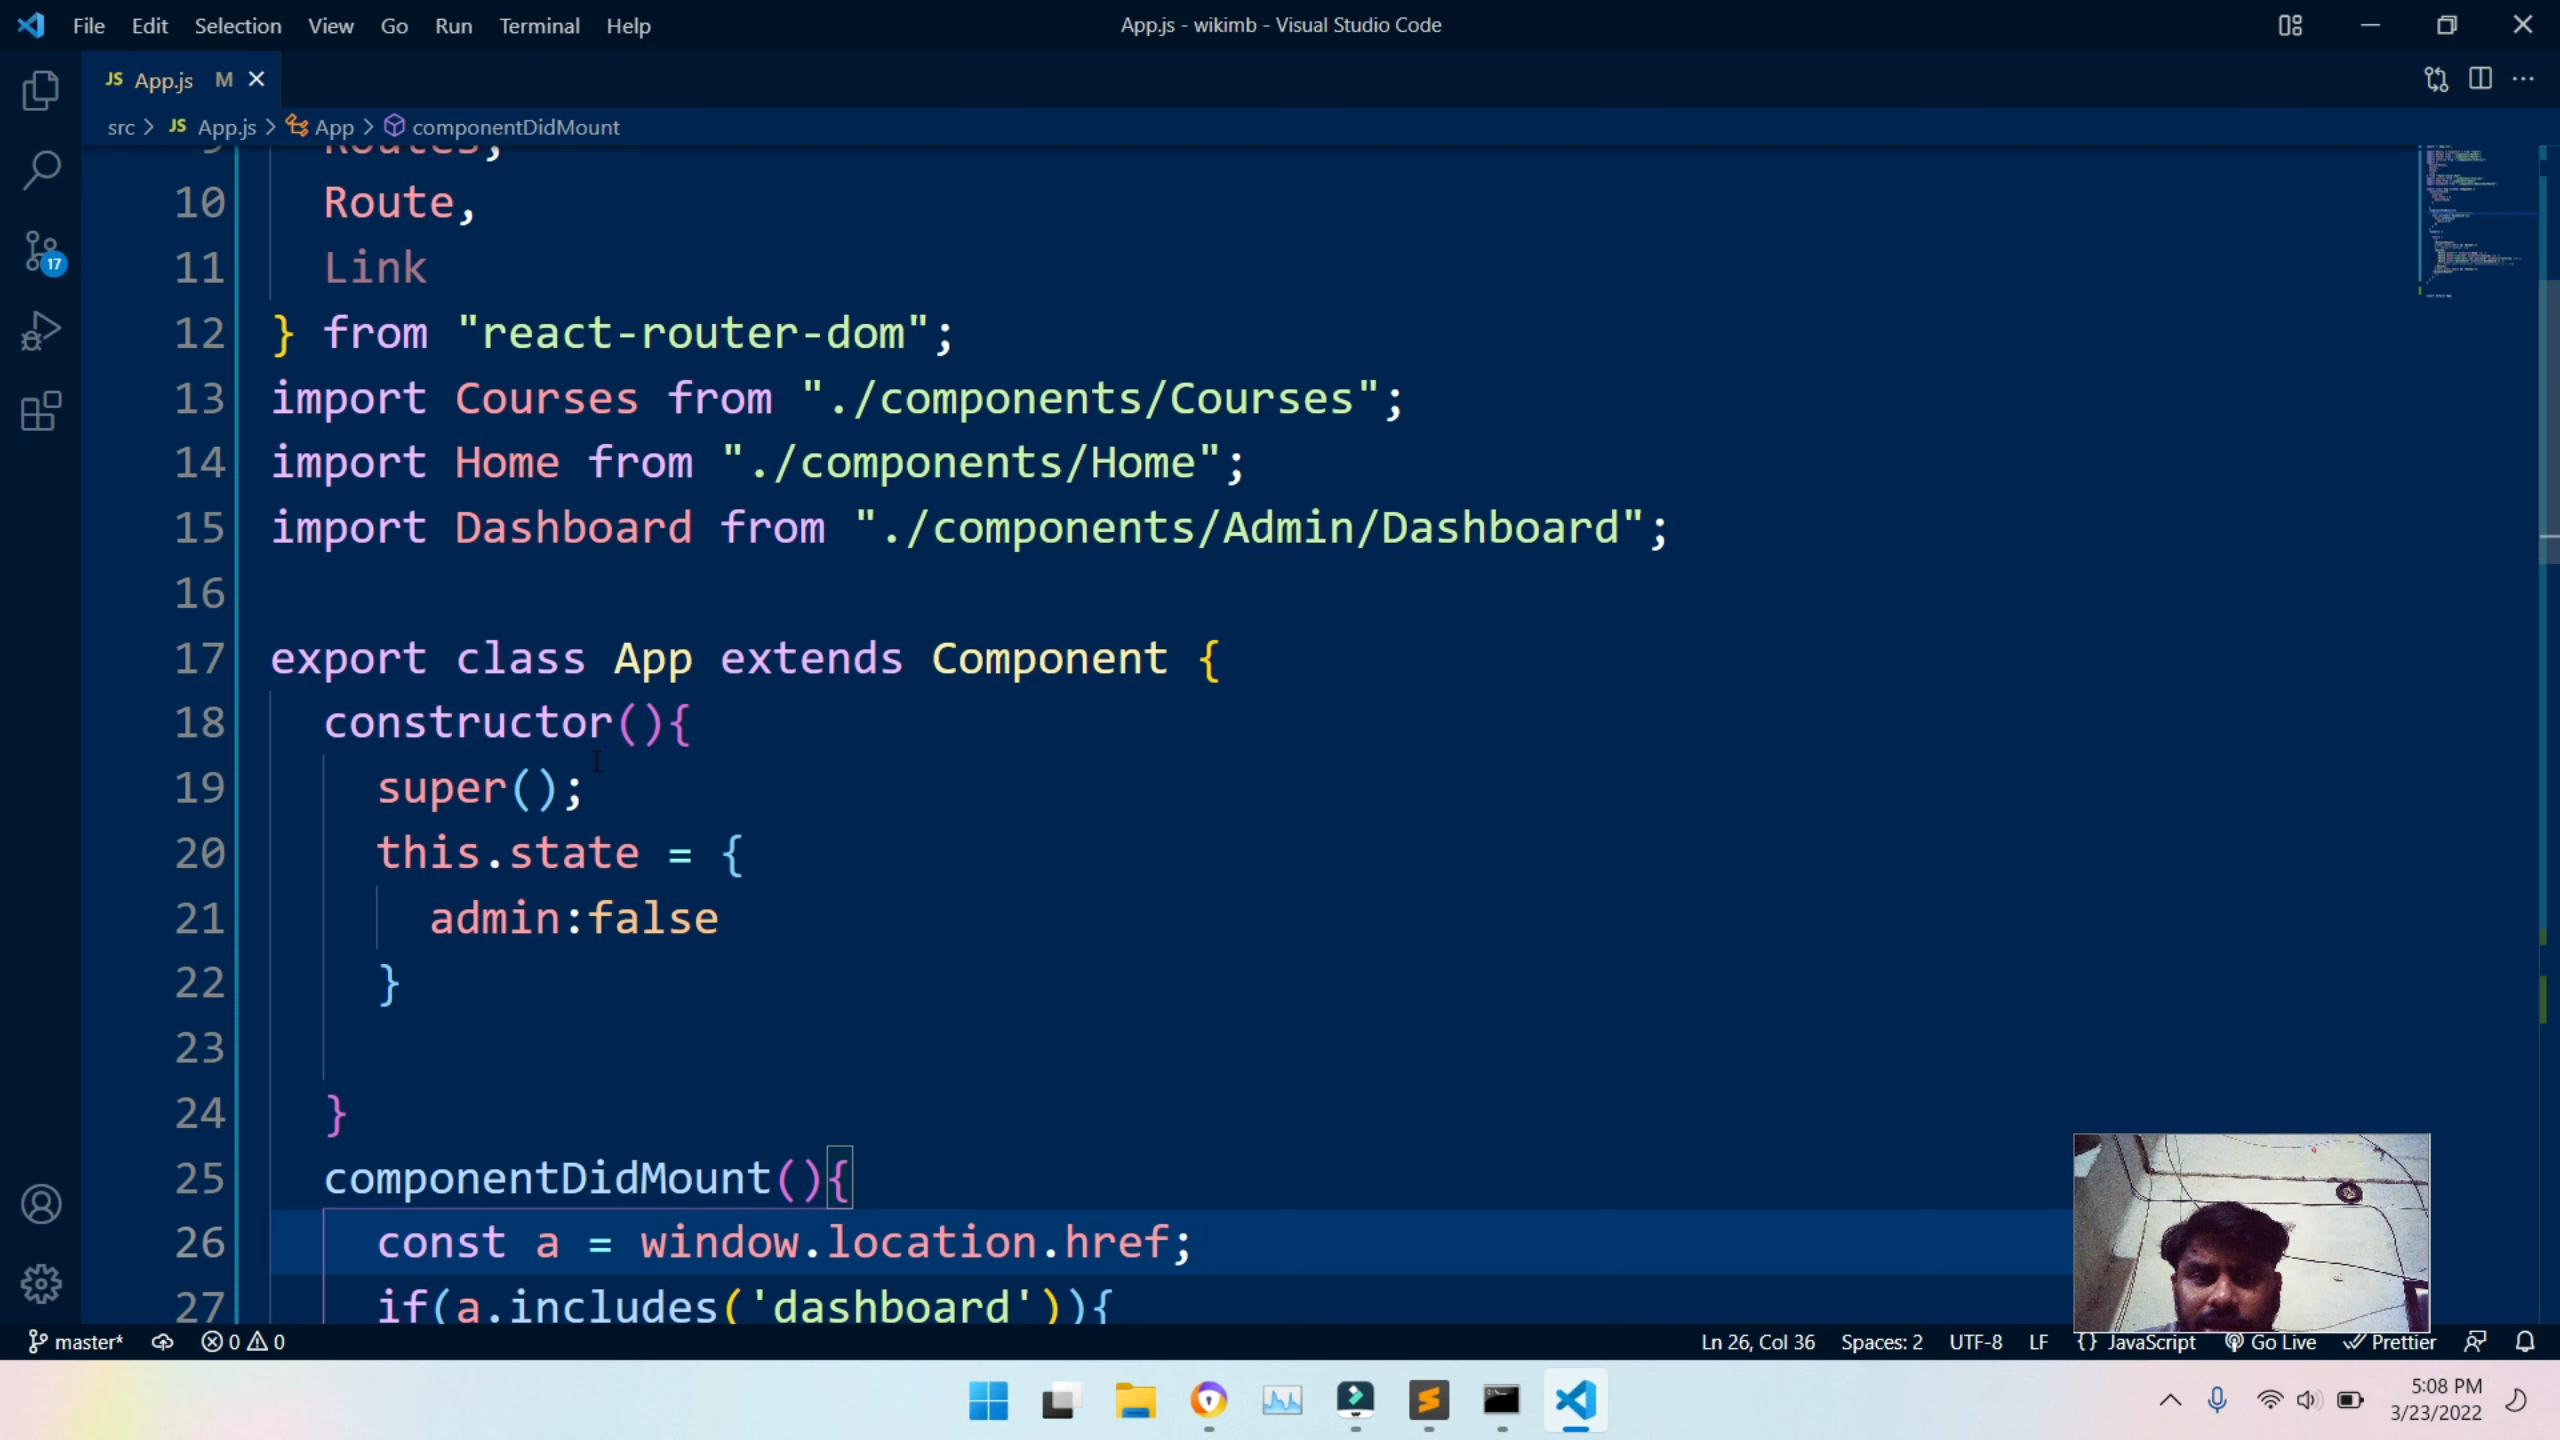 File Edit Selection View Go Run Terminal Help
App.js - wikimb - Visual Studio Code
JS App.js M
src > JS App.js > App > componentDidMount
9 Routes,
10 Route,
11 Link
12 } from "react-router-dom";
13 import Courses from "./components/Courses";
14 import Home from "./components/Home";
15 import Dashboard from "./components/Admin/Dashboard";
16
17 export class App extends Component {
18 constructor(){
19 super();
20 this.state = {
21 admin:false
22 }
23
24 }
25 componentDidMount(){
26 const a = window.location.href;
27 if(a.includes('dashboard')){
17
master* 0 0
Ln 26, Col 36 Spaces: 2 UTF-8 LF {} JavaScript Go Live Prettier
5:08 PM
3/23/2022